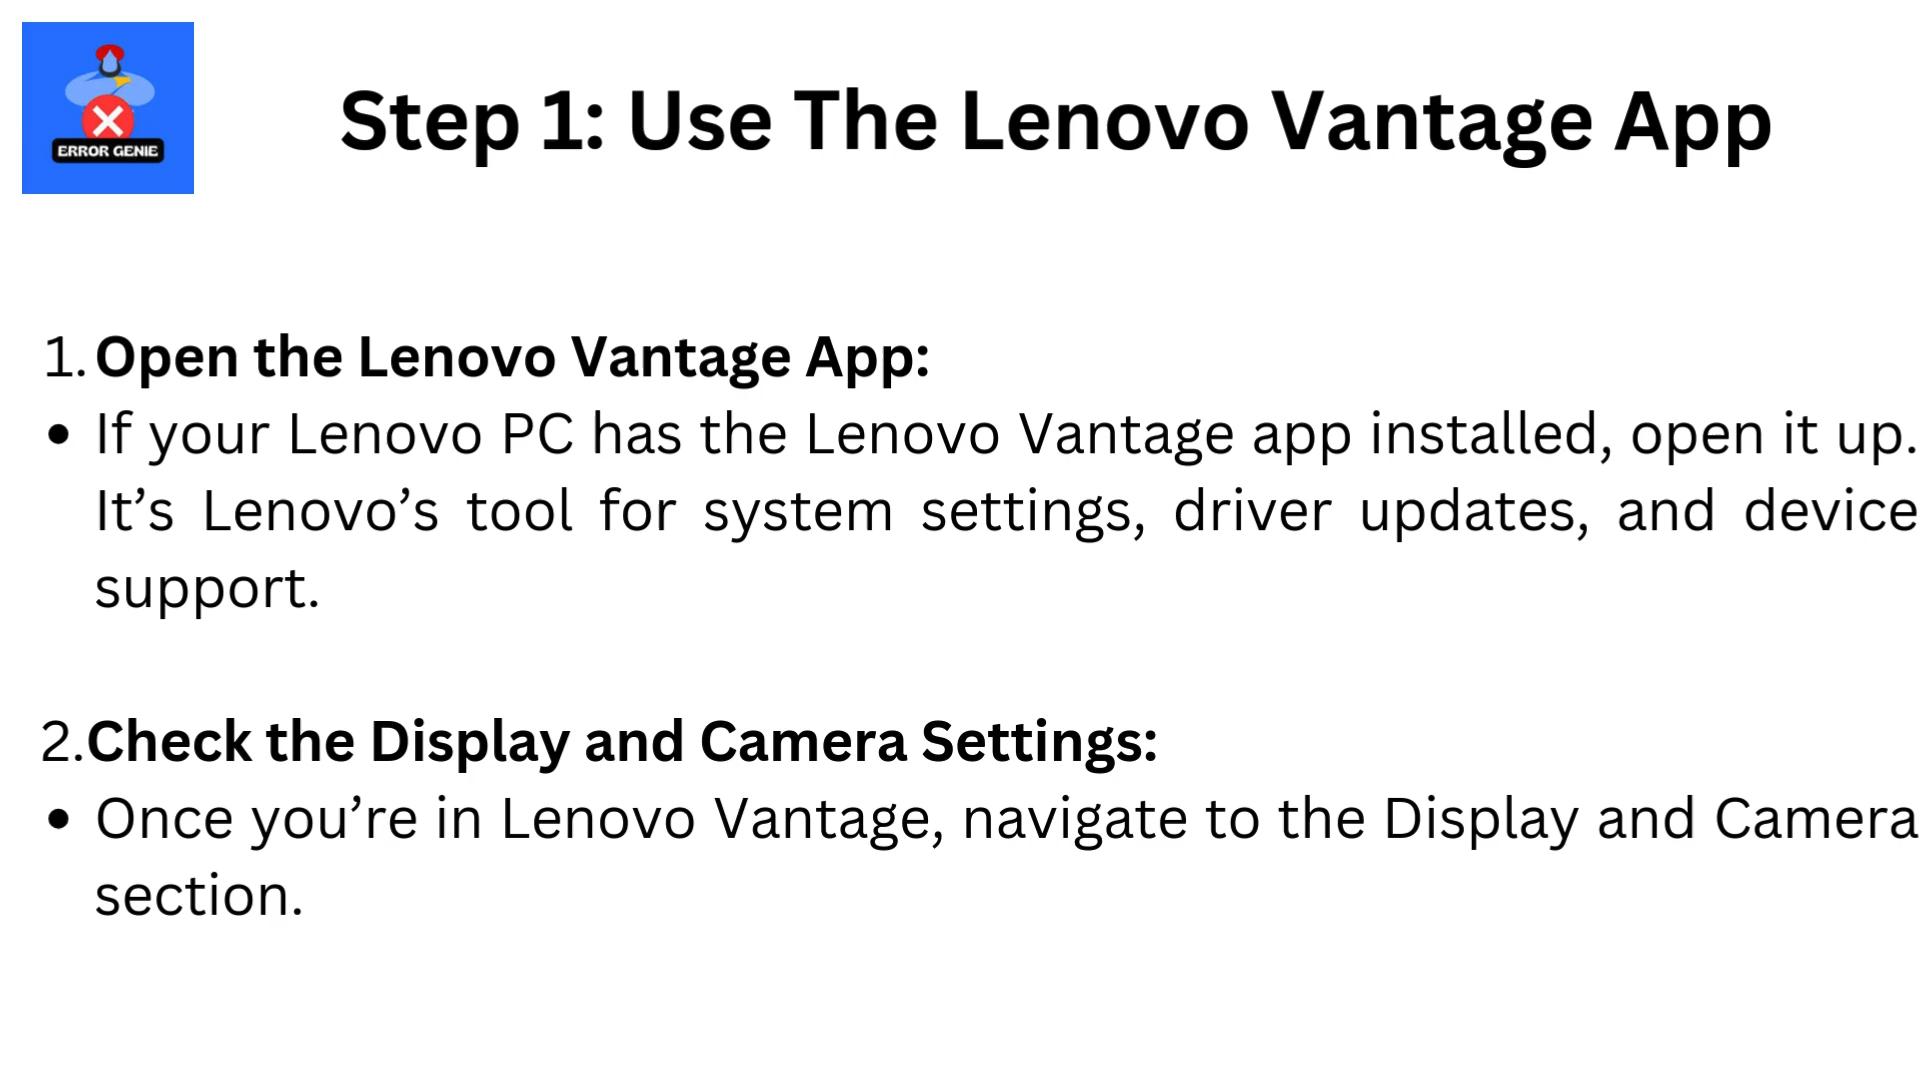 ERROR GENIE
Step 1: Use The Lenovo Vantage App
1. Open the Lenovo Vantage App:
• If your Lenovo PC has the Lenovo Vantage app installed, open it up.
It’s Lenovo’s tool for system settings, driver updates, and device
support.
2.Check the Display and Camera Settings:
• Once you’re in Lenovo Vantage, navigate to the Display and Camera
section.